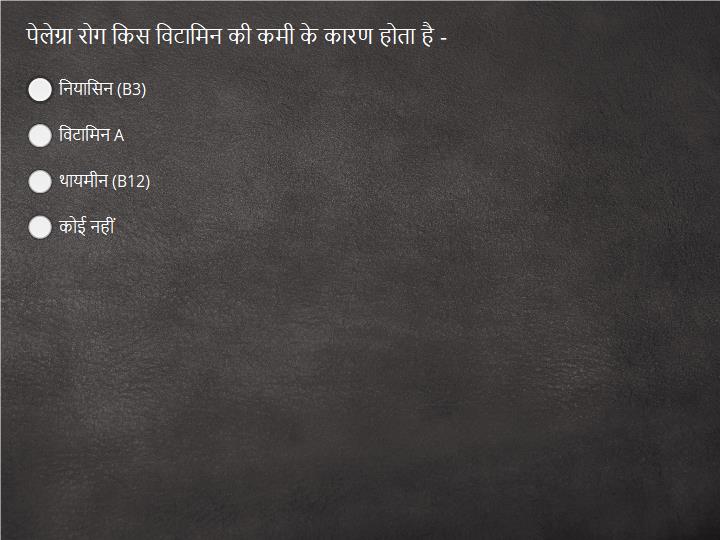 पेलेग्रा रोग किस विटामिन की कमी के कारण होता है -
नियासिन (B3)
विटामिन A
थायमीन (B12)
कोई नहीं